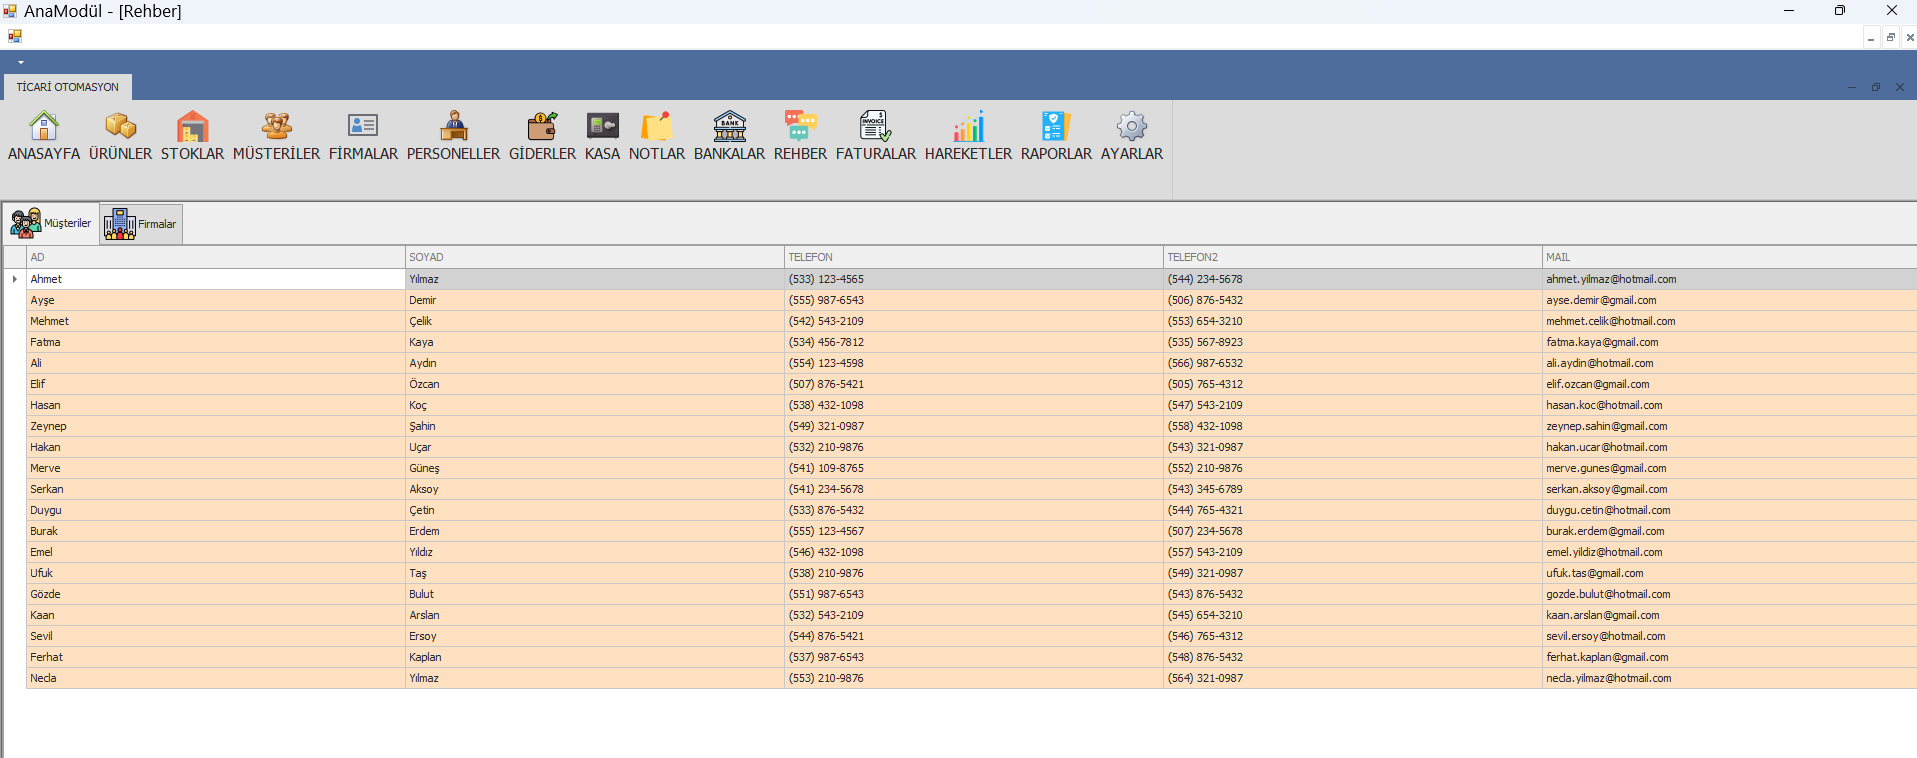 AnaModül - [Rehber]
TİCARİ OTOMASYON
ANASAYFA ÜRÜNLER STOKLAR MÜSTERİLER FİRMALAR PERSONELLER GİDERLER KASA NOTLAR BANKALAR REHBER FATURALAR HAREKETLER RAPORLAR AYARLAR
Müşteriler Firmalar
AD SOYAD TELEFON TELEFON2 MAIL
Ahmet Yılmaz (533) 123-4565 (544) 234-5678 ahmet.yilmaz@hotmail.com
Ayşe Demir (555) 987-6543 (506) 876-5432 ayse.demir@gmail.com
Mehmet Çelik (542) 543-2109 (553) 654-3210 mehmet.celik@hotmail.com
Fatma Kaya (534) 456-7812 (535) 567-8923 fatma.kaya@gmail.com
Ali Aydın (554) 123-4598 (566) 987-6532 ali.aydin@hotmail.com
Elif Özcan (507) 876-5421 (505) 765-4312 elif.ozcan@gmail.com
Hasan Koç (538) 432-1098 (547) 543-2109 hasan.koc@hotmail.com
Zeynep Şahin (549) 321-0987 (558) 432-1098 zeynep.sahin@gmail.com
Hakan Uçar (532) 210-9876 (543) 321-0987 hakan.ucar@hotmail.com
Merve Güneş (541) 109-8765 (552) 210-9876 merve.gunes@gmail.com
Serkan Aksoy (541) 234-5678 (543) 345-6789 serkan.aksoy@gmail.com
Duygu Çetin (533) 876-5432 (544) 765-4321 duygu.cetin@hotmail.com
Burak Erdem (555) 123-4567 (507) 234-5678 burak.erdem@gmail.com
Emel Yıldız (546) 432-1098 (557) 543-2109 emel.yildiz@hotmail.com
Ufuk Taş (538) 210-9876 (549) 321-0987 ufuk.tas@gmail.com
Gözde Bulut (551) 987-6543 (543) 876-5432 gozde.bulut@hotmail.com
Kaan Arslan (532) 543-2109 (545) 654-3210 kaan.arslan@gmail.com
Sevil Ersoy (544) 876-5421 (546) 765-4312 sevil.ersoy@hotmail.com
Ferhat Kaplan (537) 987-6543 (548) 876-5432 ferhat.kaplan@gmail.com
Necla Yılmaz (553) 210-9876 (564) 321-0987 necla.yilmaz@hotmail.com